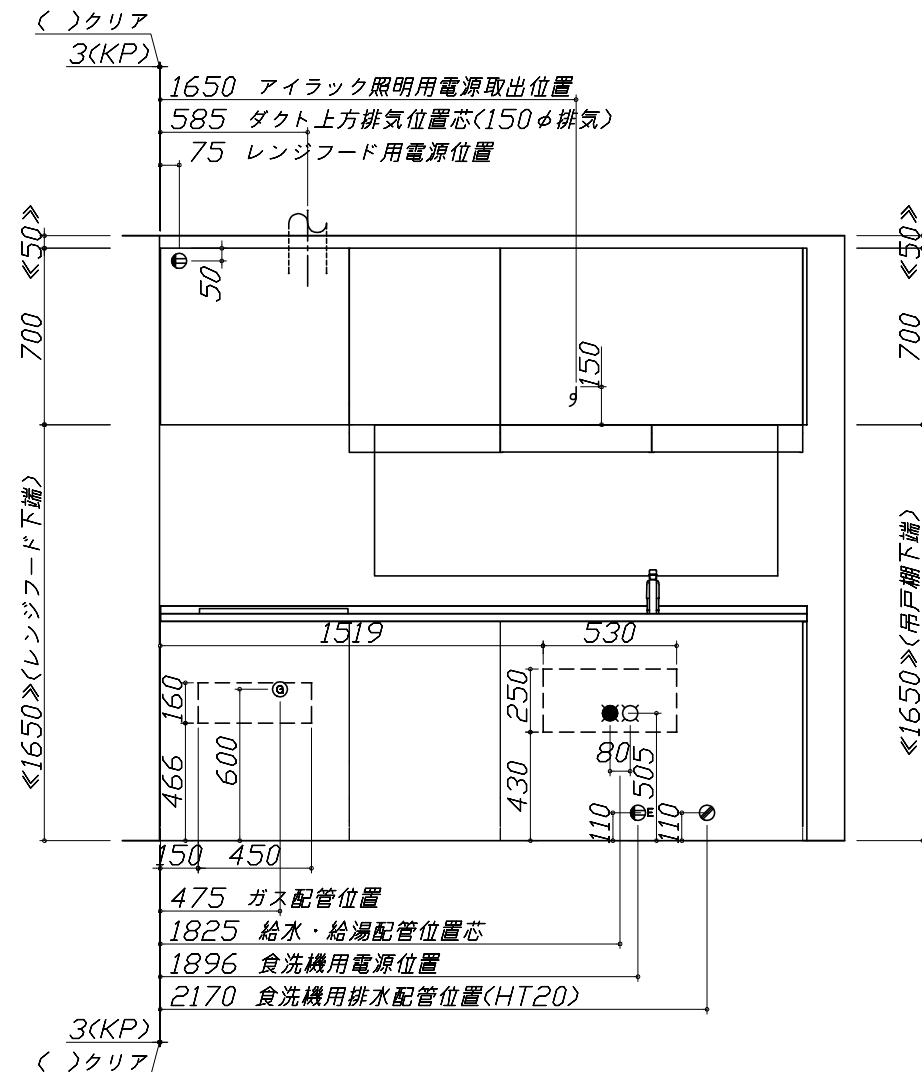 ( )クリア
3(KP)
1650 アイラック照明用電源取出位置
585 ダクト上方排気位置芯(150φ排気)
75 レンジフード用電源位置
≪50≫
≪50≫
50
700
700
150
≪1650≫(レンジフード下端)
≪1650≫(吊戸棚下端)
1519
530
160
G
250
600
80
505
466
430
110
E
110
150
450
475 ガス配管位置
1825 給水・給湯配管位置芯
1896 食洗機用電源位置
2170 食洗機用排水配管位置(HT20)
3(KP)
( )クリア